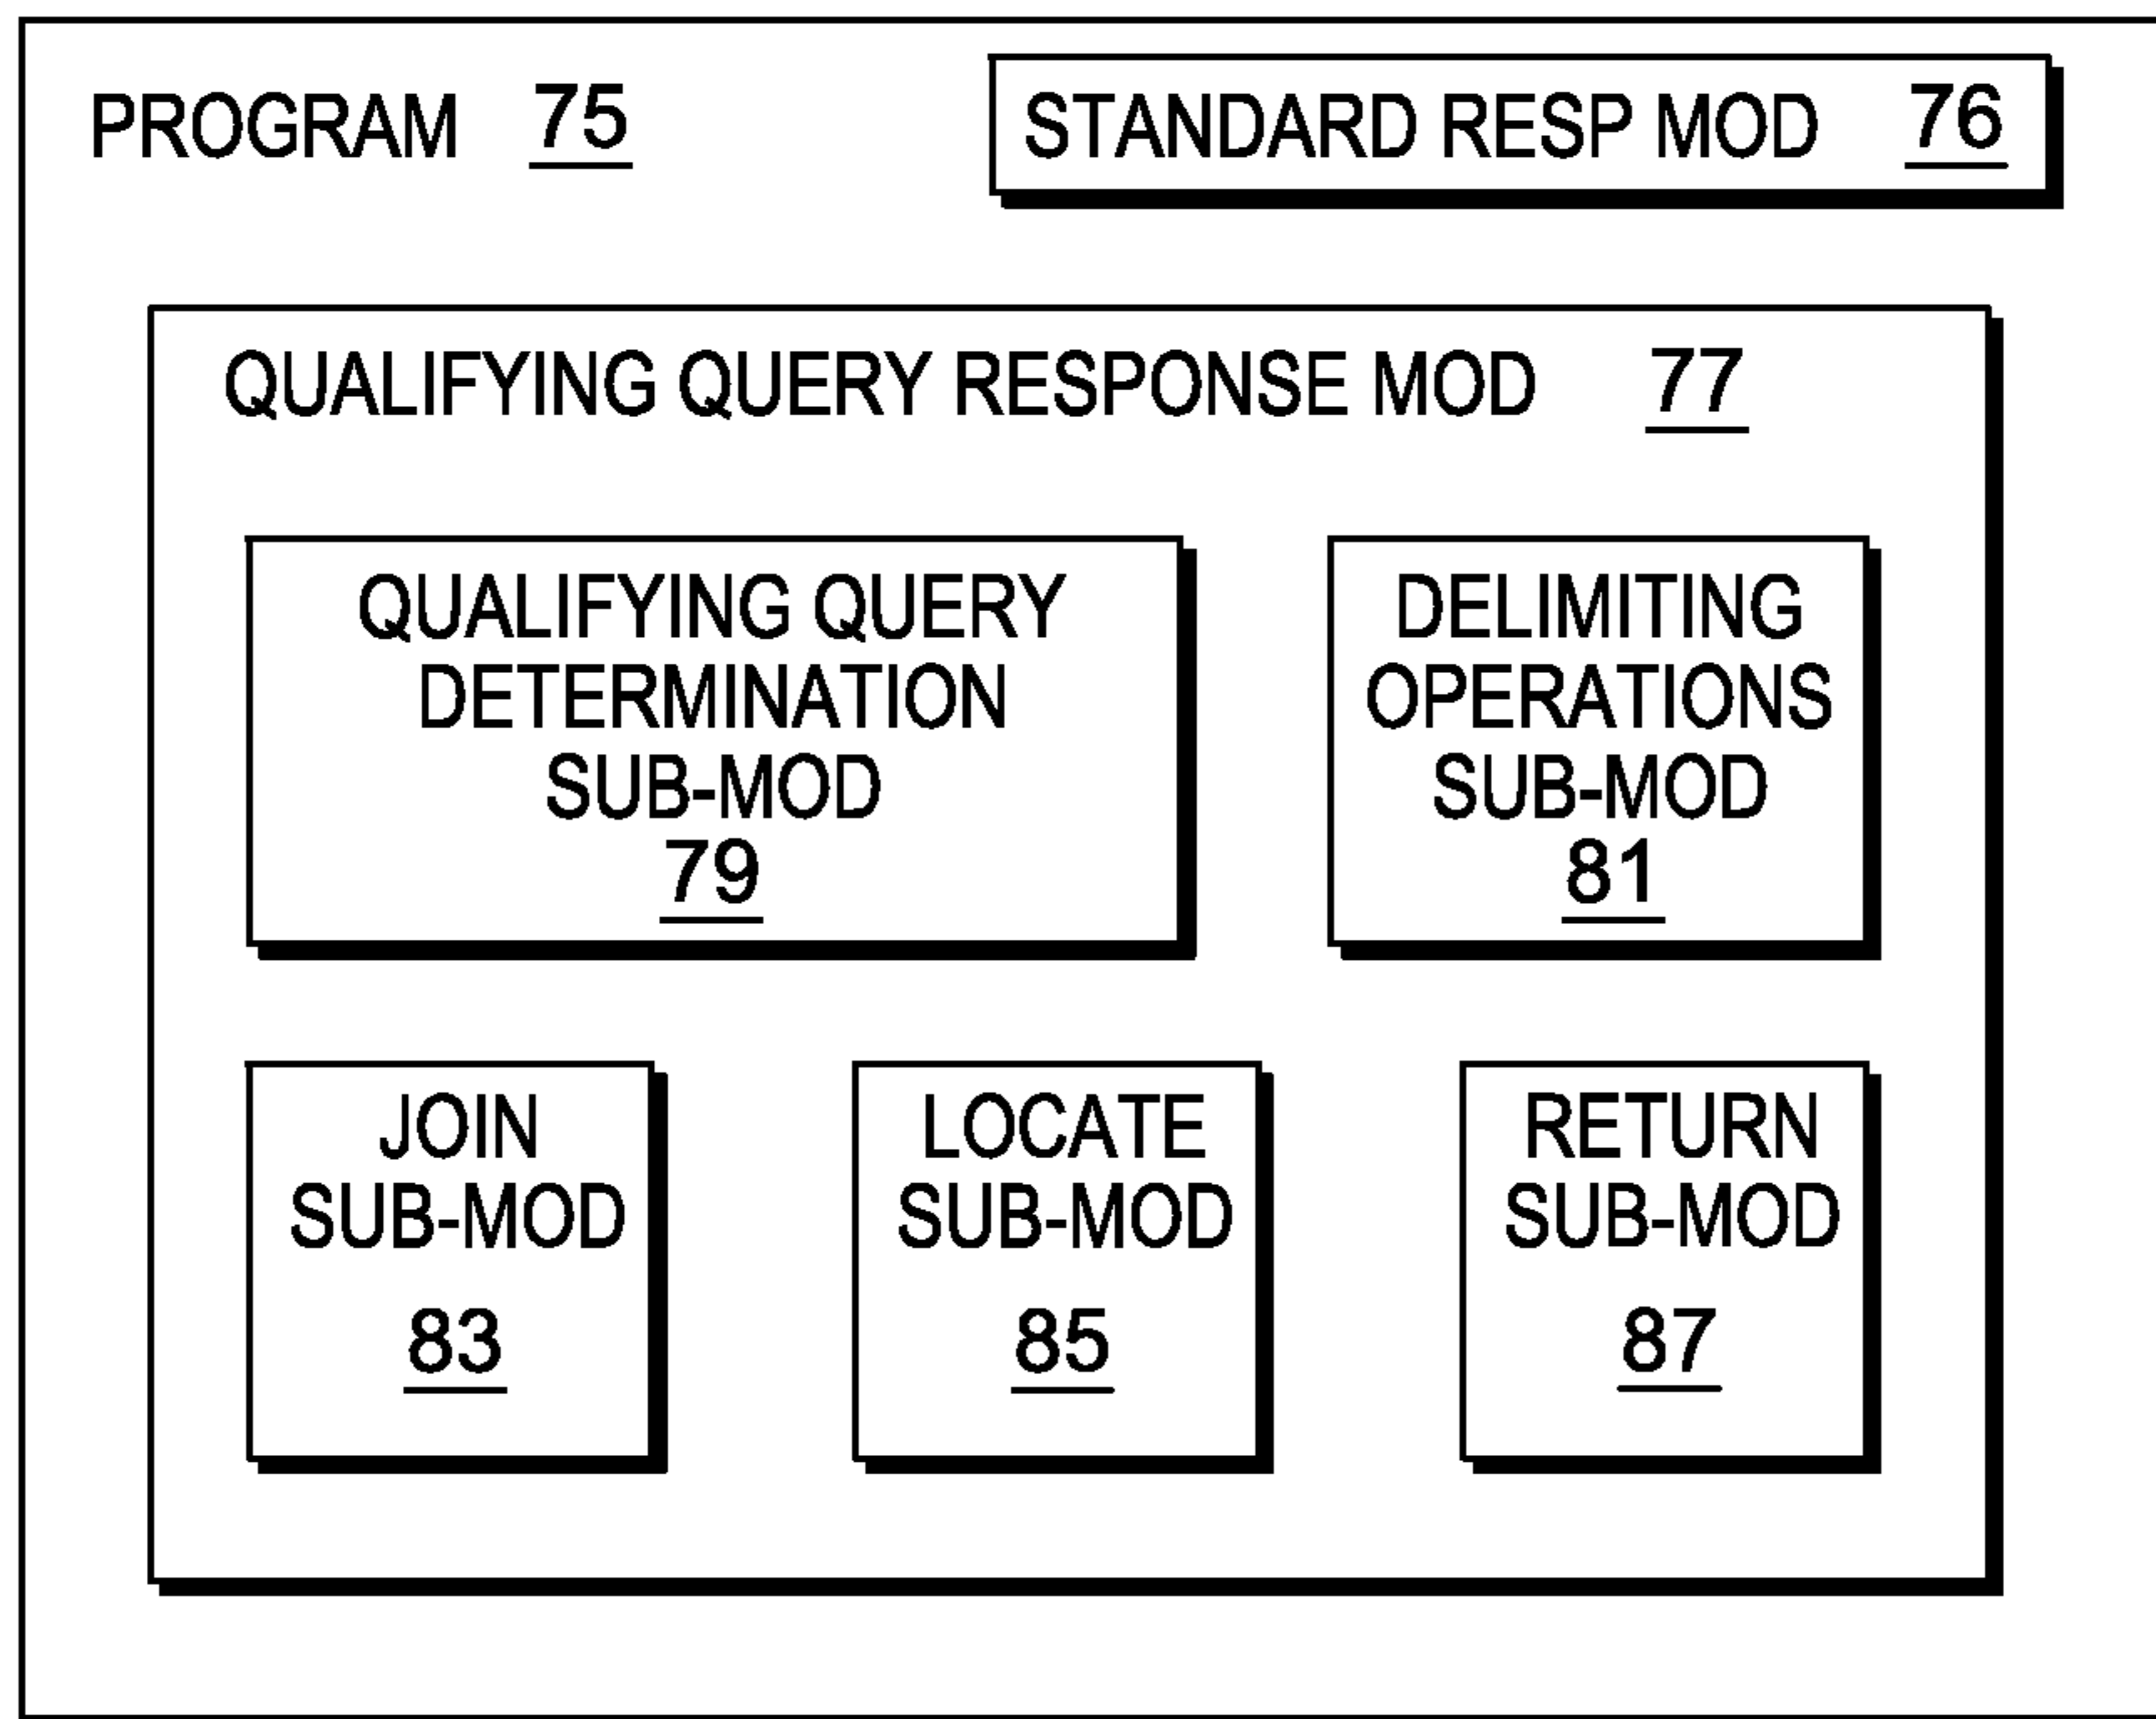 PROGRAM 75
STANDARD RESP MOD 76
QUALIFYING QUERY RESPONSE MOD 77
QUALIFYING QUERY
DETERMINATION
SUB-MOD
79
DELIMITING
OPERATIONS
SUB-MOD
81
JOIN
SUB-MOD
83
LOCATE
SUB-MOD
85
RETURN
SUB-MOD
87